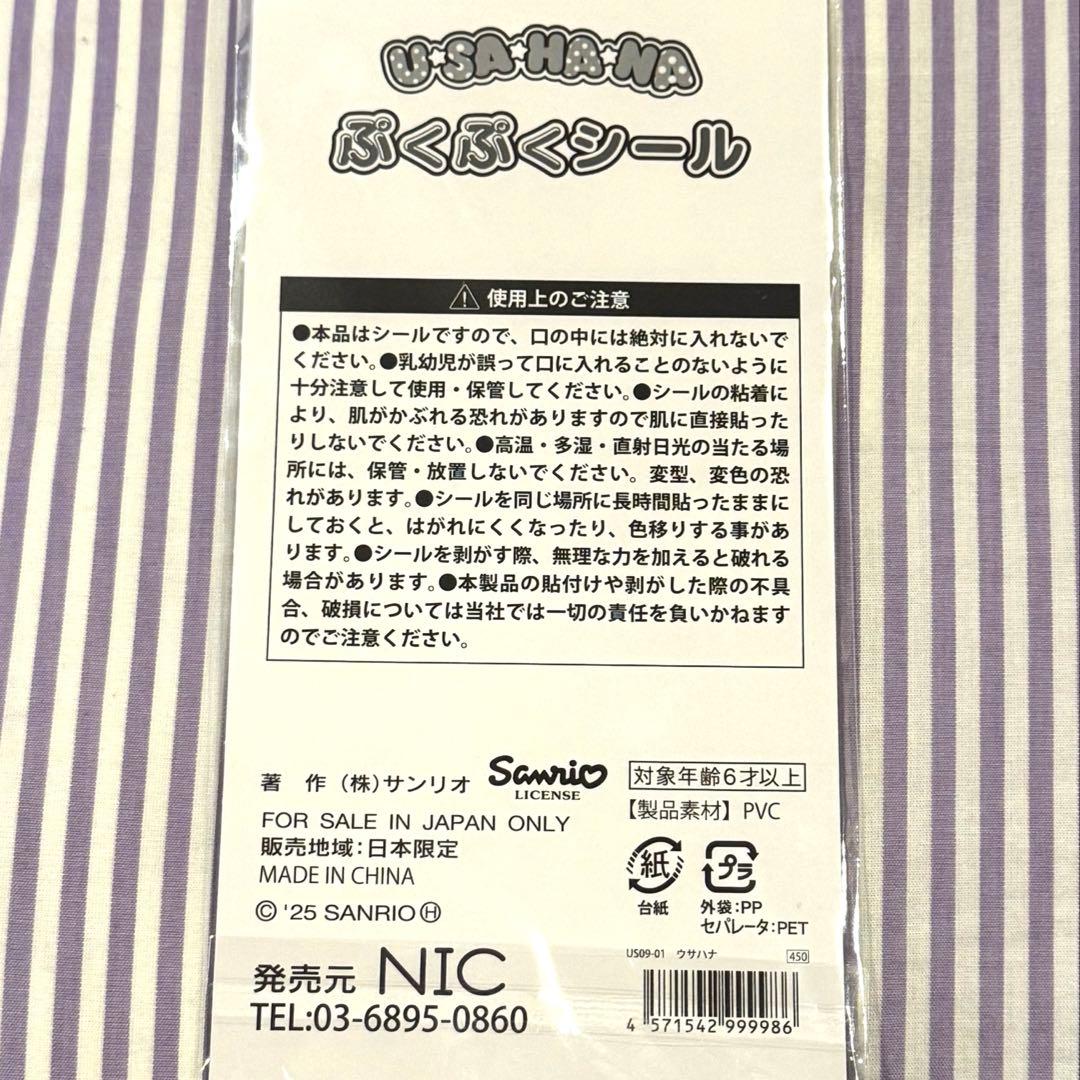 U★SA★HA★NA
ぷくぷくシール
⚠ 使用上のご注意
●本品はシールですので、口の中には絶対に入れないで
ください。●乳幼児が誤って口に入れることのないように
十分注意して使用・保管してください。●シールの粘着に
より、肌がかぶれる恐れがありますので肌に直接貼った
りしないでください。●高温・多湿・直射日光の当たる場
所には、保管・放置しないでください。変型、変色の恐
れがあります。●シールを同じ場所に長時間貼ったままに
しておくと、はがれにくくなったり、色移りする事があ
ります。●シールを剥がす際、無理な力を加えると破れる
場合があります。●本製品の貼付けや剥がした際の不具
合、破損については当社では一切の責任を負いかねます
のでご注意ください。
著 作 (株)サンリオ
Sanrio
LICENSE
対象年齢6才以上
【製品素材】PVC
FOR SALE IN JAPAN ONLY
販売地域:日本限定
MADE IN CHINA
© '25 SANRIO Ⓗ
紙
台紙
プラ
外袋:PP
セパレータ:PET
発売元 NIC
TEL:03-6895-0860
US09-01 ウサハナ 450
4 571542 999986